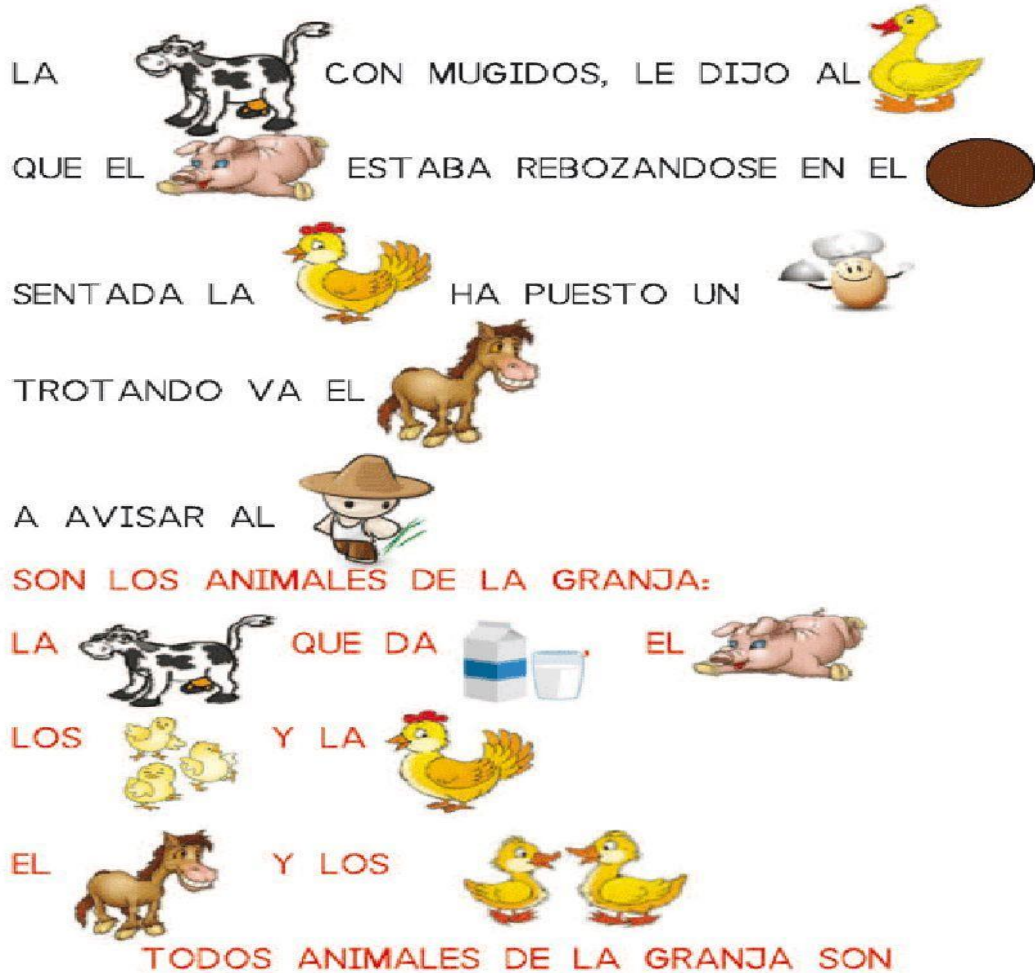 LA CON MUGIDOS, LE DIJO AL
QUE EL ESTABA REBOZANDOSE EN EL
SENTADA LA HA PUESTO UN
TROTANDO VA EL
A AVISAR AL
SON LOS ANIMALES DE LA GRANJA:
LA QUE DA , EL
LOS Y LA
EL Y LOS
TODOS ANIMALES DE LA GRANJA SON